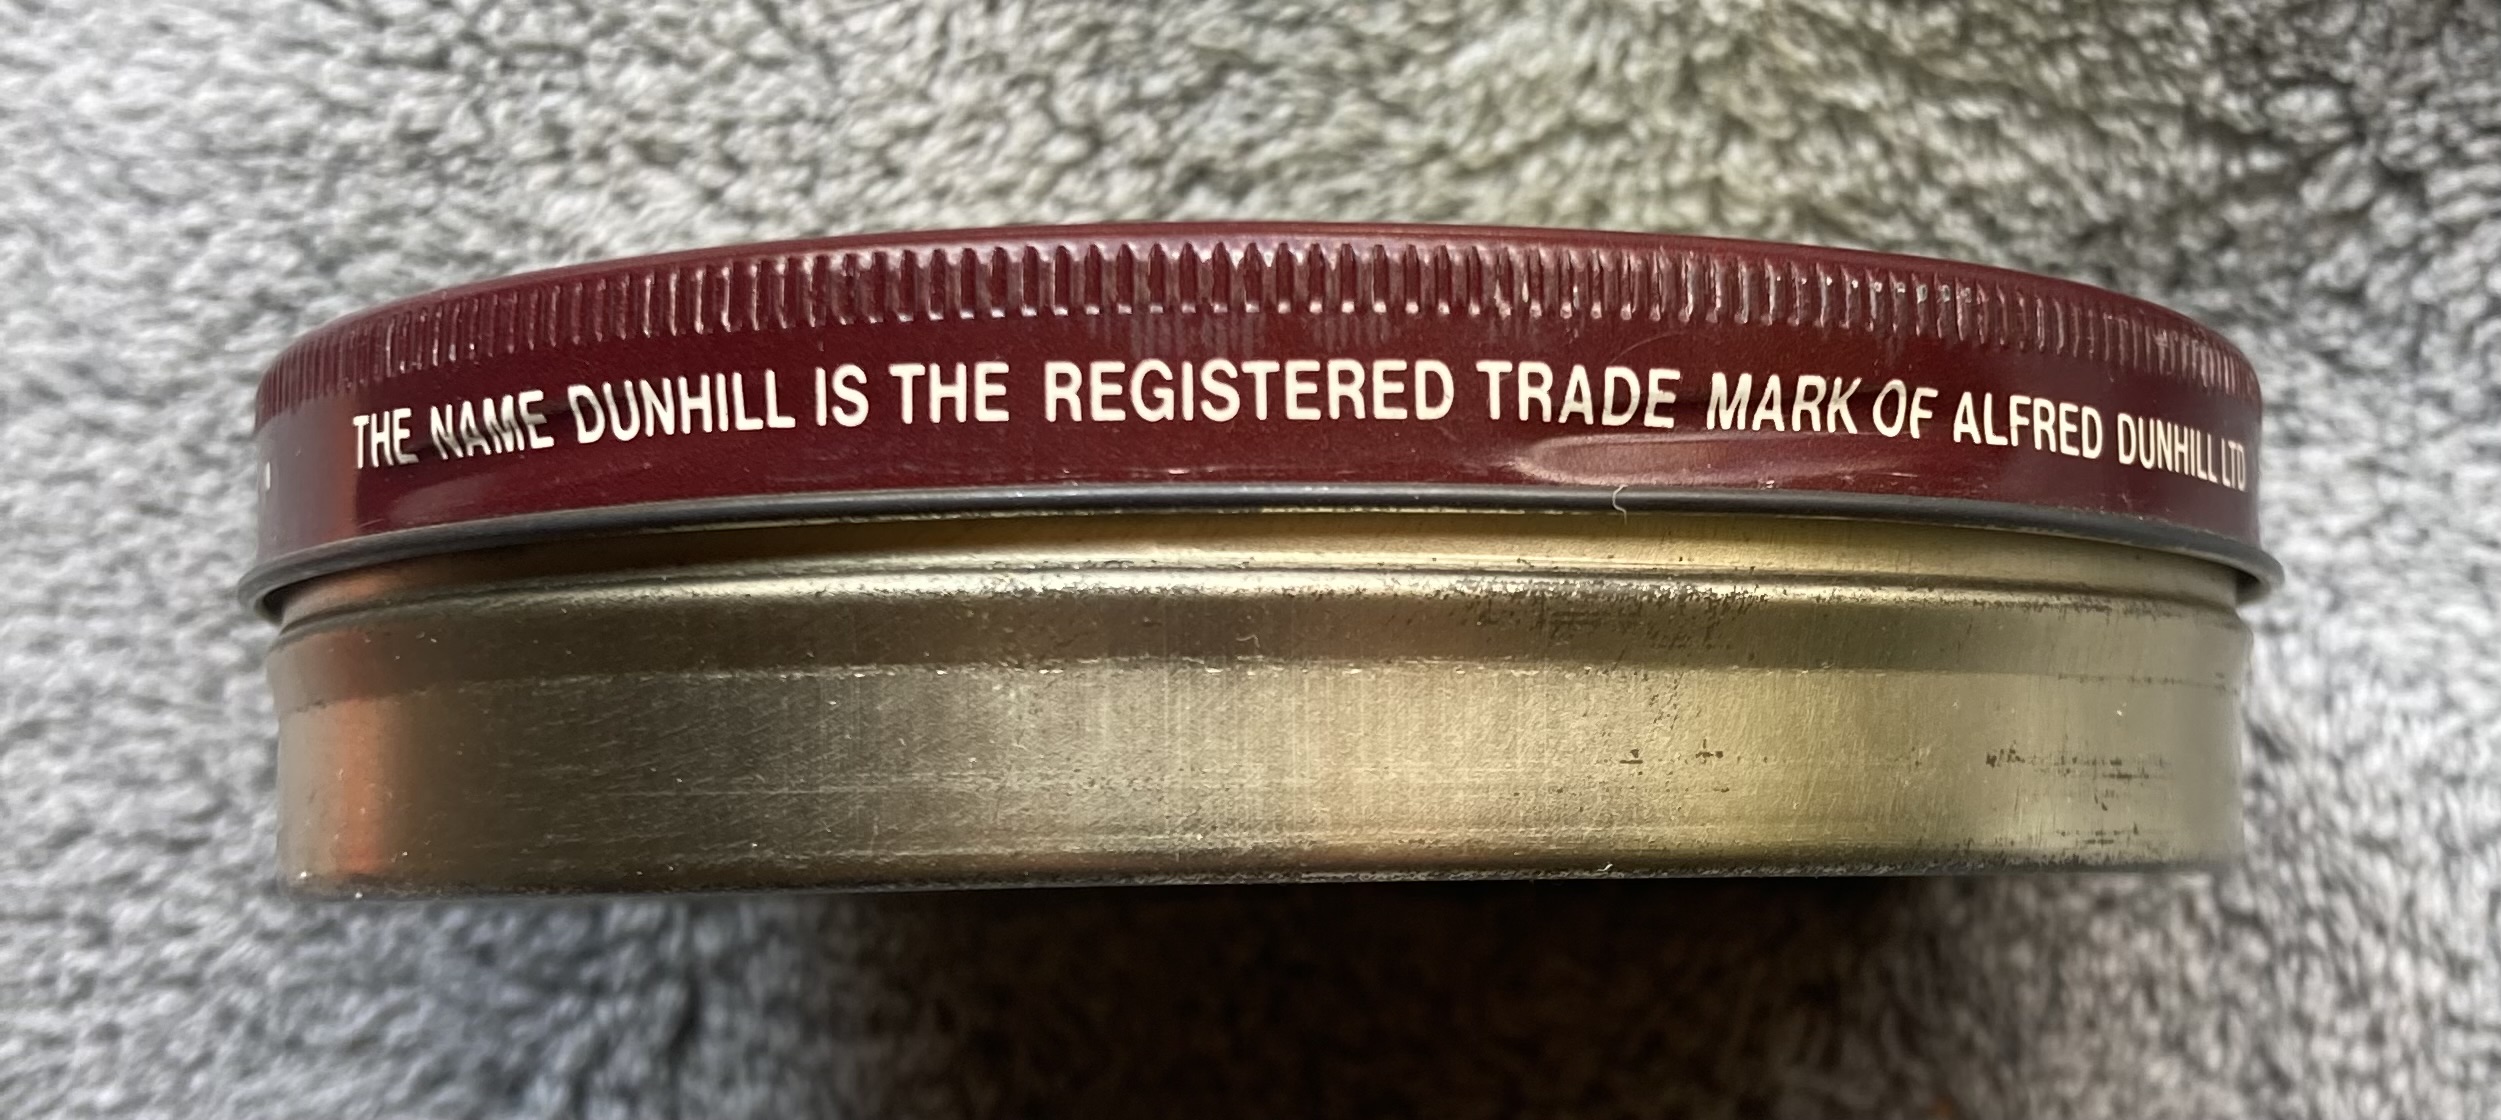 THE NAME DUNHILL IS THE REGISTERED TRADE MARK OF ALFRED DUNHILL LTD